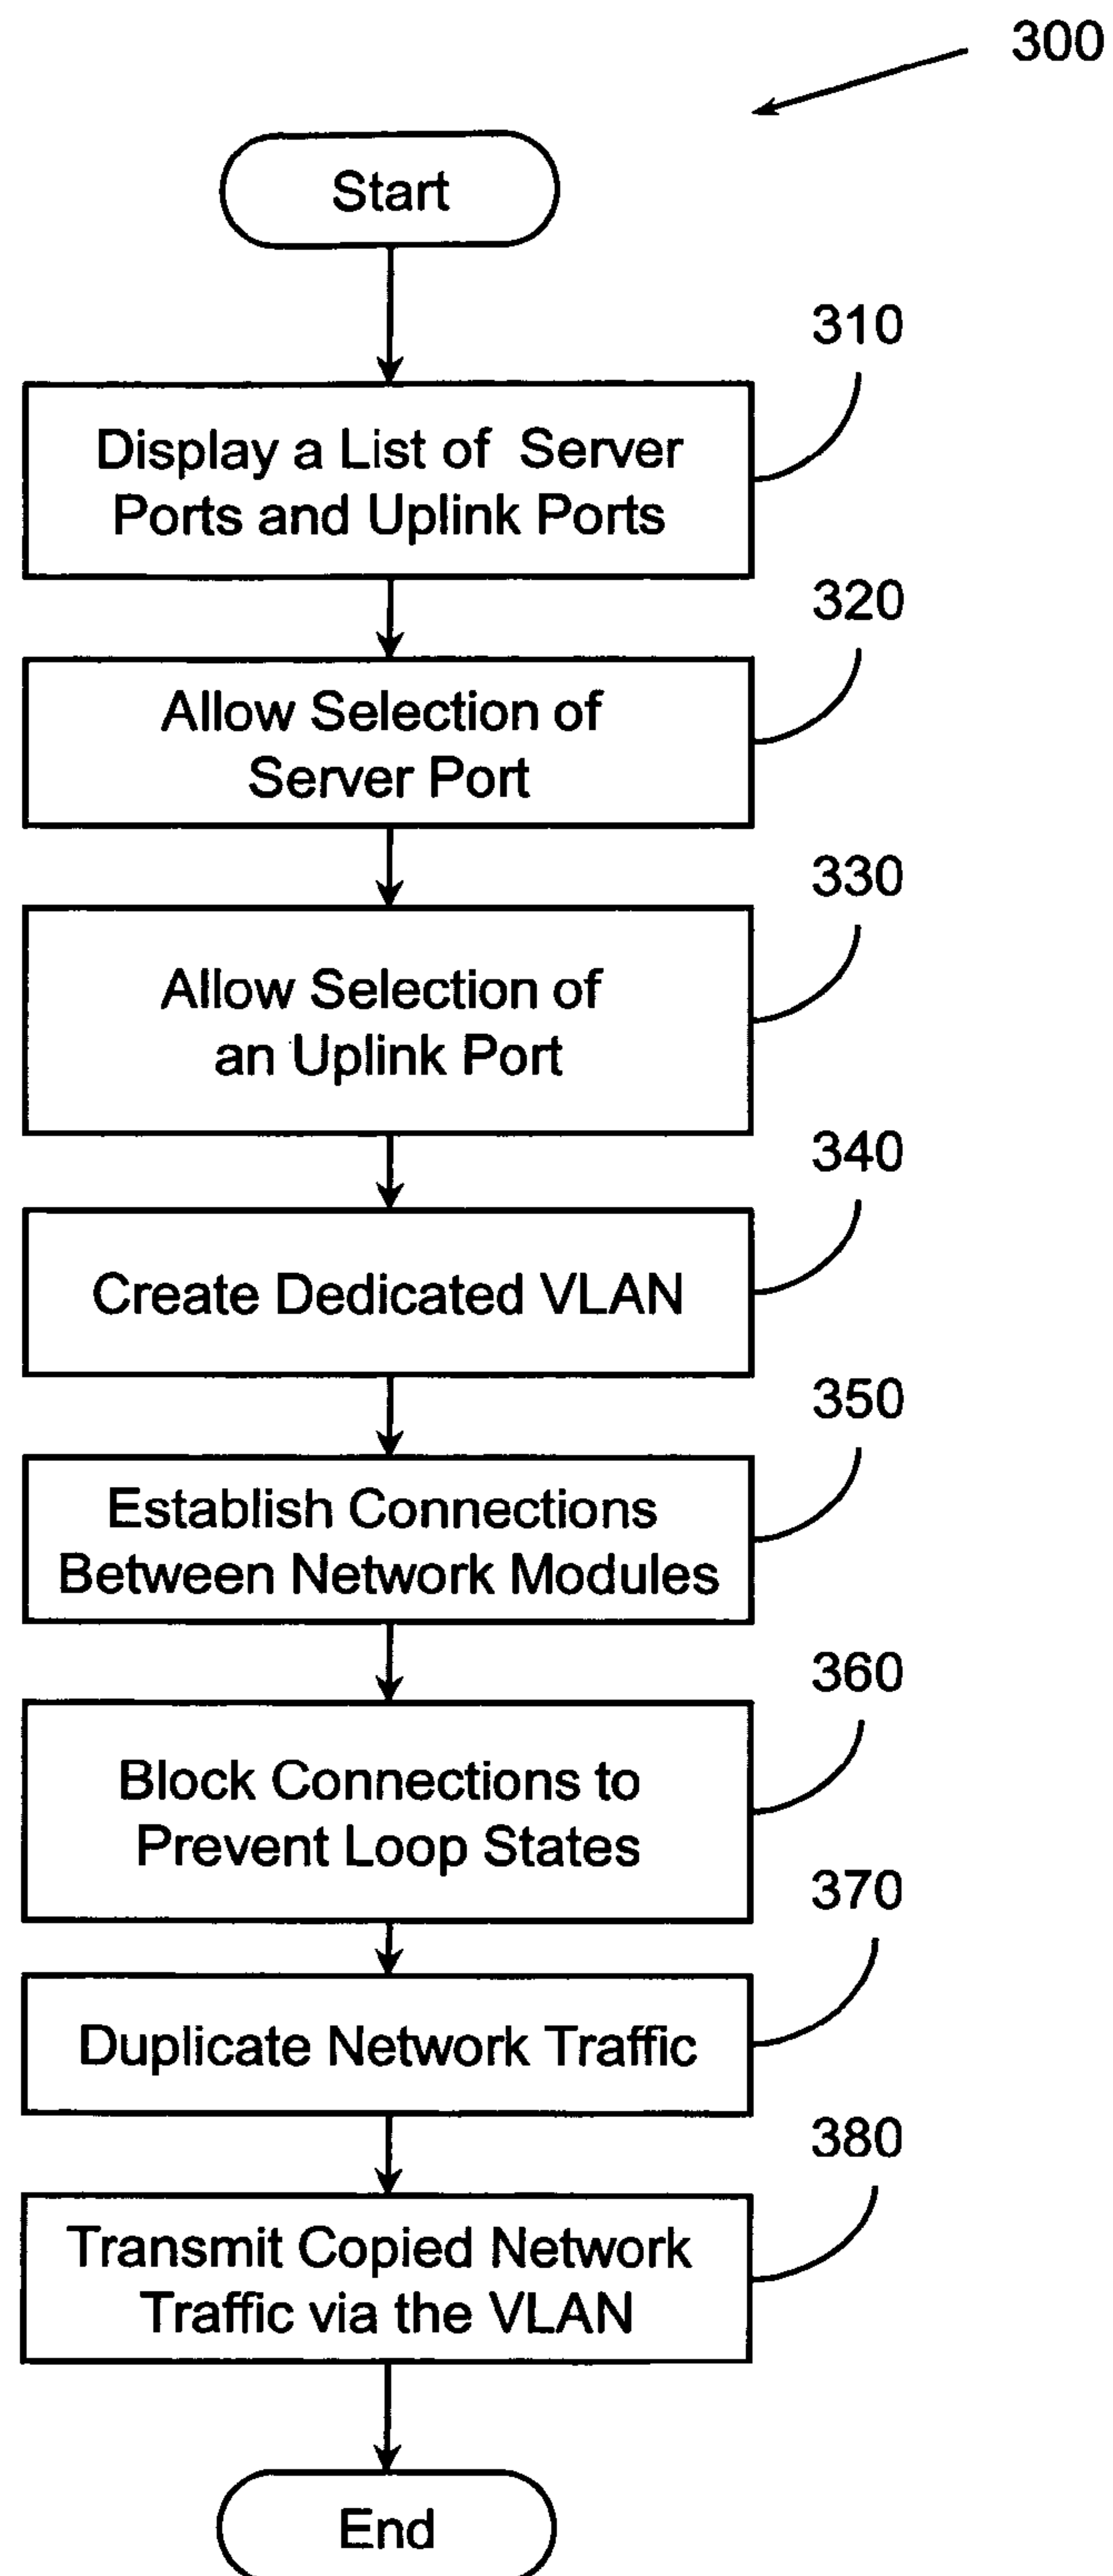 300
Start
310
Display a List of Server
Ports and Uplink Ports
320
Allow Selection of
Server Port
330
Allow Selection of
an Uplink Port
340
Create Dedicated VLAN
350
Establish Connections
Between Network Modules
360
Block Connections to
Prevent Loop States
370
Duplicate Network Traffic
380
Transmit Copied Network
Traffic via the VLAN
End